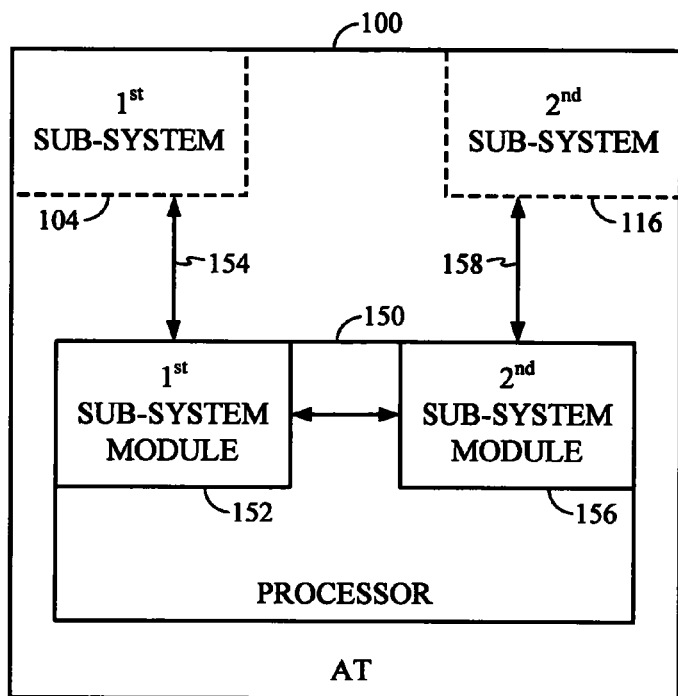 100
1st
SUB-SYSTEM
2nd
SUB-SYSTEM
104
116
154
158
150
1st
SUB-SYSTEM
MODULE
2nd
SUB-SYSTEM
MODULE
152
156
PROCESSOR
AT